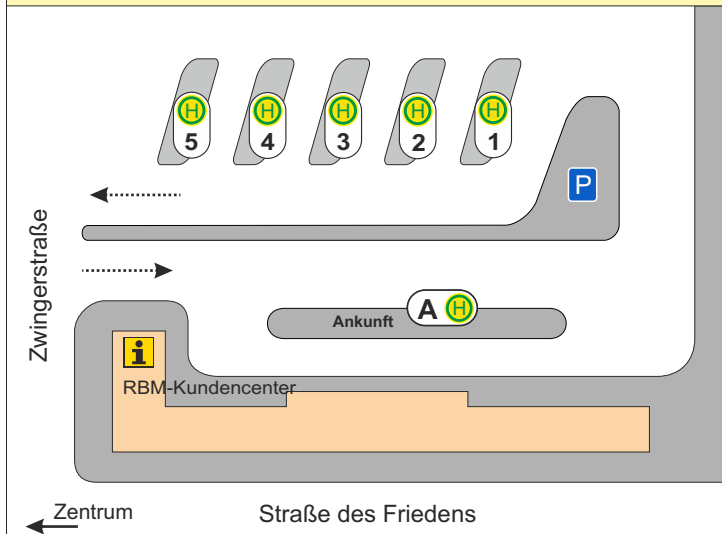 H H H H H
5 4 3 2 1
P
Zwingerstraße
A H
Ankunft
i
RBM-Kundencenter
Zentrum
Straße des Friedens